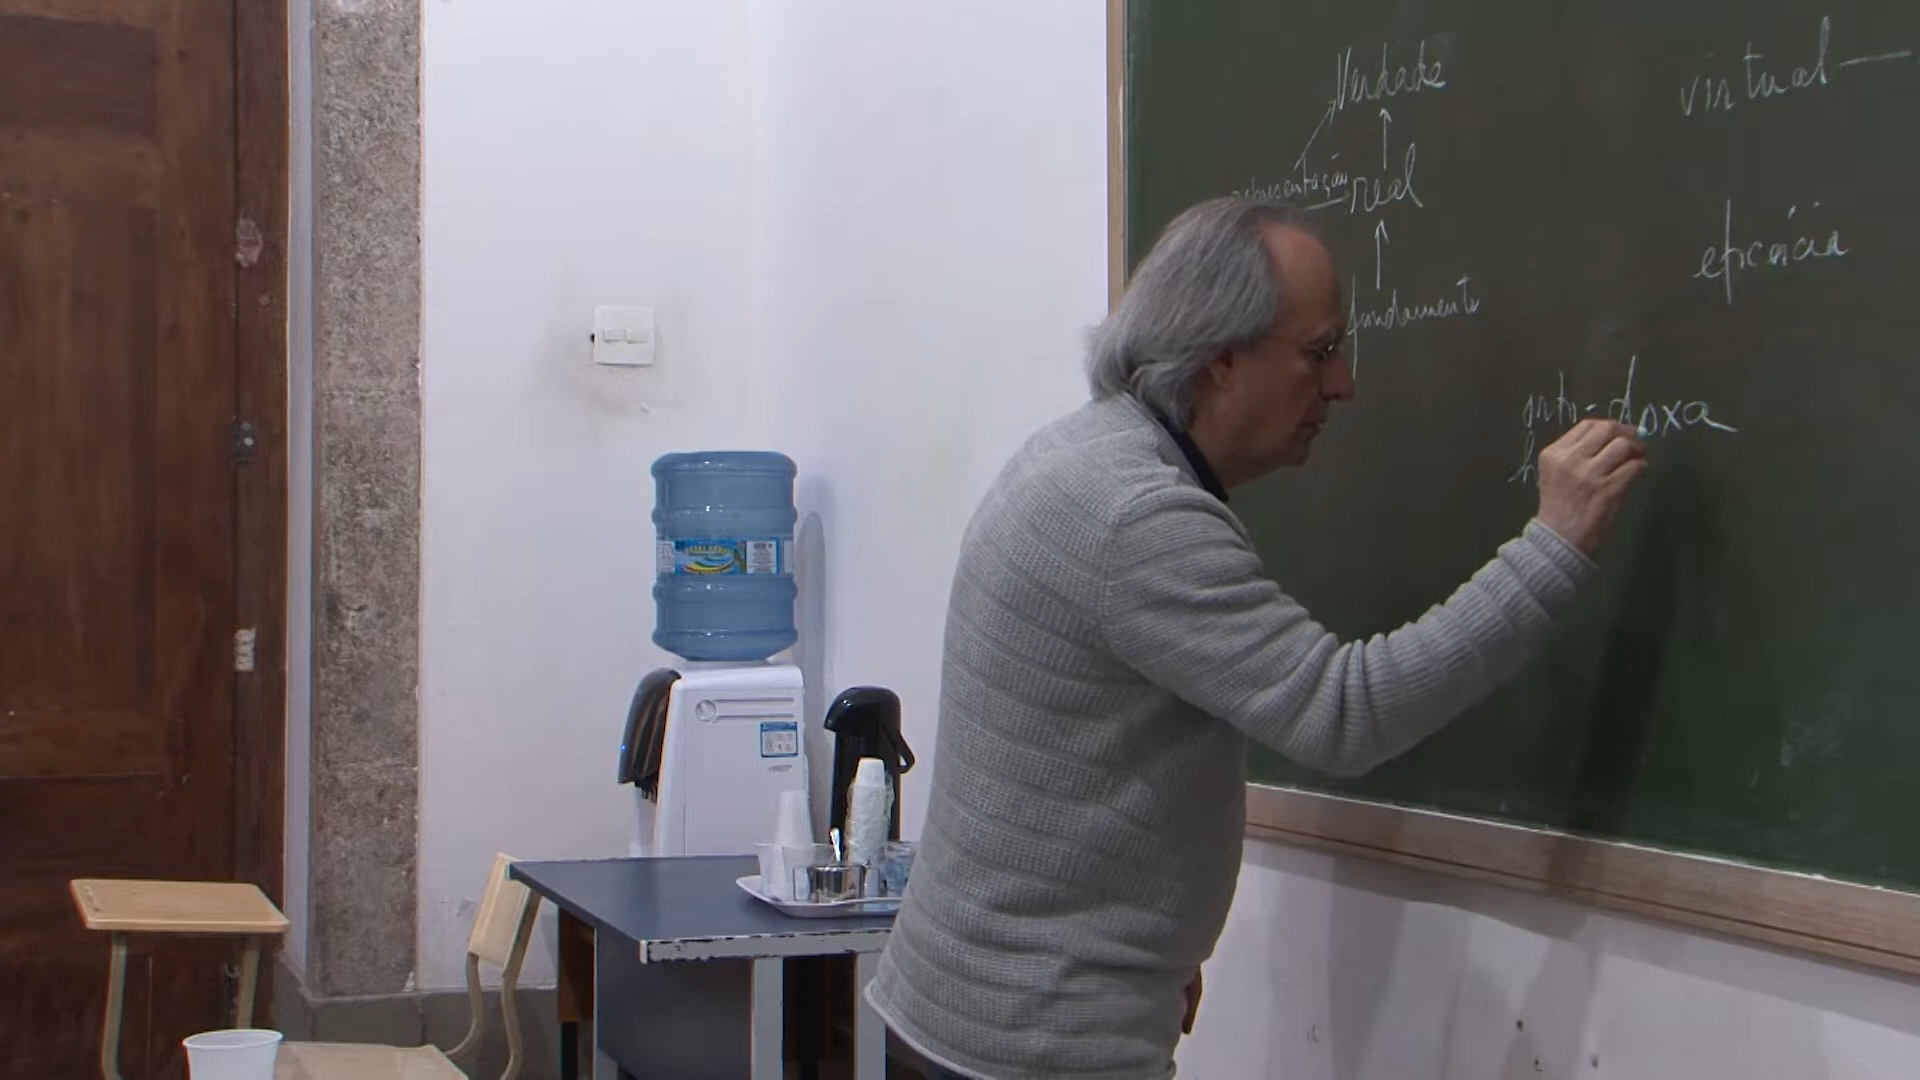 Verdade
virtual —
representação real
eficácia
fundamento
orto-doxa
h